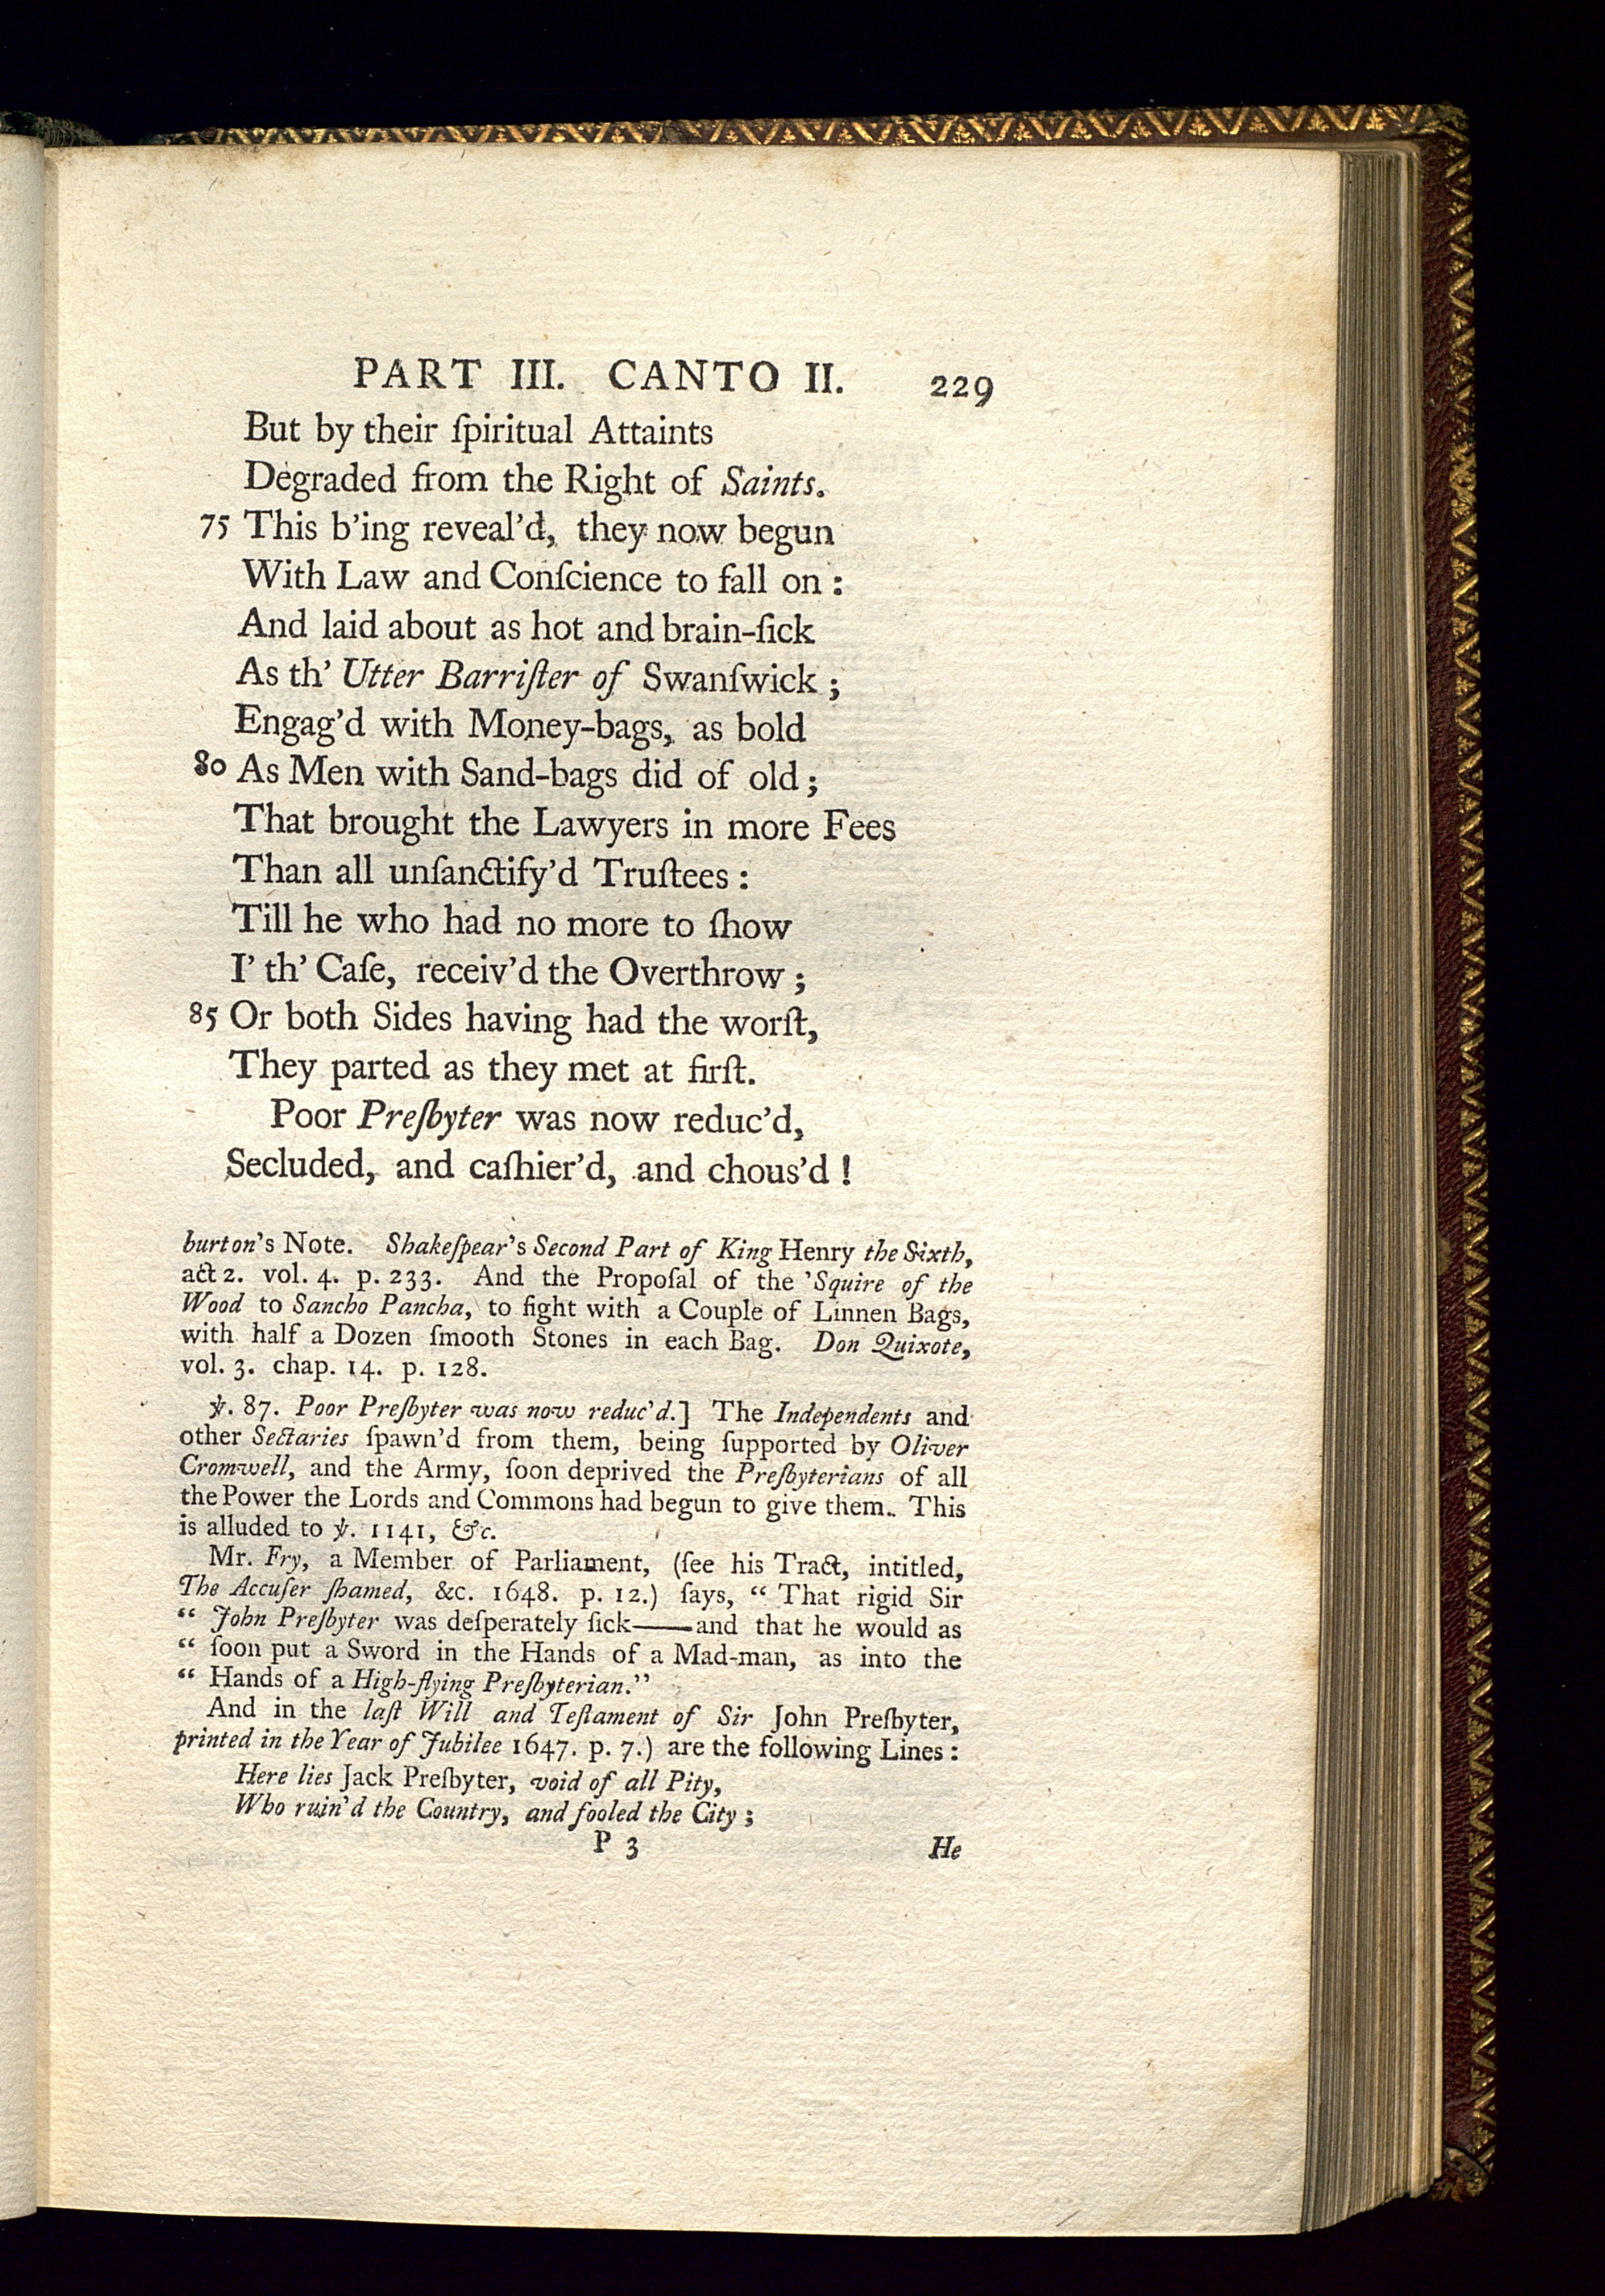 PART III. CANTO II. 229
But by their ſpiritual Attaints
Degraded from the Right of Saints.
75 This b'ing reveal'd, they now begun
With Law and Conſcience to fall on :
And laid about as hot and brain-ſick
As th' Utter Barriſter of Swanſwick ;
Engag'd with Money-bags, as bold
80 As Men with Sand-bags did of old ;
That brought the Lawyers in more Fees
Than all unſanctify'd Truſtees :
Till he who had no more to ſhow
I' th' Caſe, receiv'd the Overthrow ;
85 Or both Sides having had the worſt,
They parted as they met at firſt.
Poor Preſbyter was now reduc'd,
Secluded, and caſhier'd, and chous'd !
burton's Note. Shakeſpear's Second Part of King Henry the Sixth,
act 2. vol. 4. p. 233. And the Propoſal of the 'Squire of the
Wood to Sancho Pancha, to fight with a Couple of Linnen Bags,
with half a Dozen ſmooth Stones in each Bag. Don Quixote,
vol. 3. chap. 14. p. 128.
℣. 87. Poor Preſbyter was now reduc'd.] The Independents and
other Sectaries ſpawn'd from them, being ſupported by Oliver
Cromwell, and the Army, ſoon deprived the Preſbyterians of all
the Power the Lords and Commons had begun to give them. This
is alluded to ℣. 1141, &c.
Mr. Fry, a Member of Parliament, (ſee his Tract, intitled,
The Accuſer ſhamed, &c. 1648. p. 12.) ſays, “ That rigid Sir
“ John Preſbyter was deſperately ſick——and that he would as
“ ſoon put a Sword in the Hands of a Mad-man, as into the
“ Hands of a High-flying Preſbyterian.”
And in the laſt Will and Teſtament of Sir John Preſbyter,
printed in the Year of Jubilee 1647. p. 7.) are the following Lines :
Here lies Jack Preſbyter, void of all Pity,
Who ruin'd the Country, and fooled the City ;
P 3 He